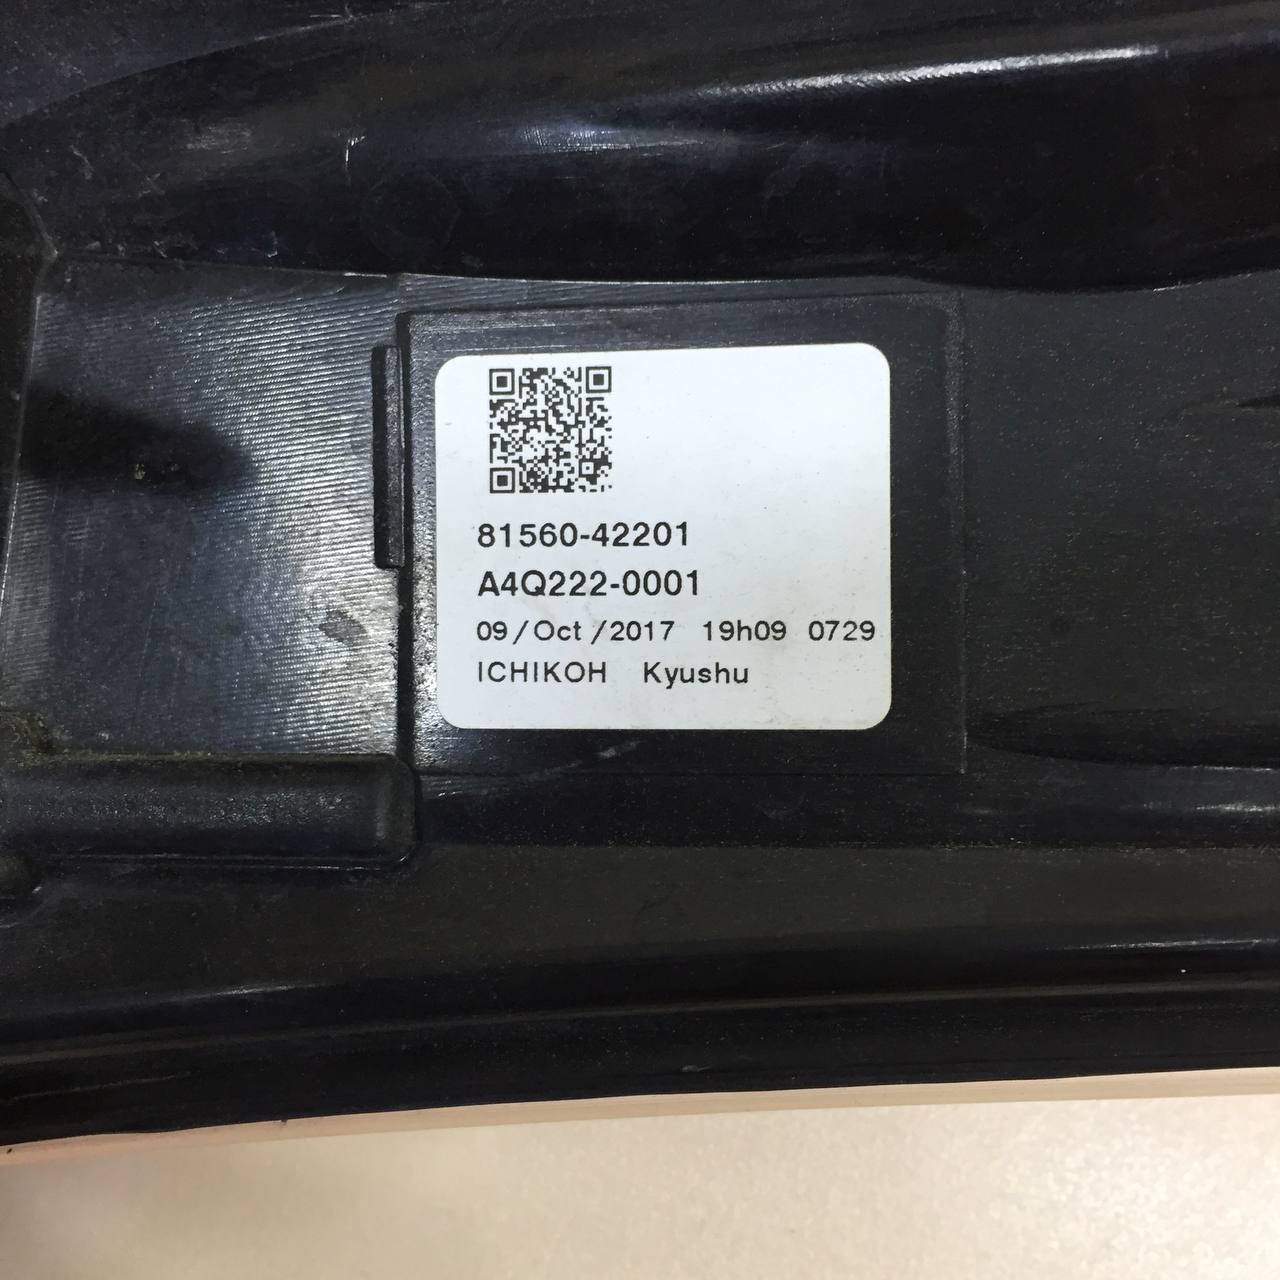 81560-42201
A4Q222-0001
09/Oct/2017 19h09 0729
ICHIKOH Kyushu